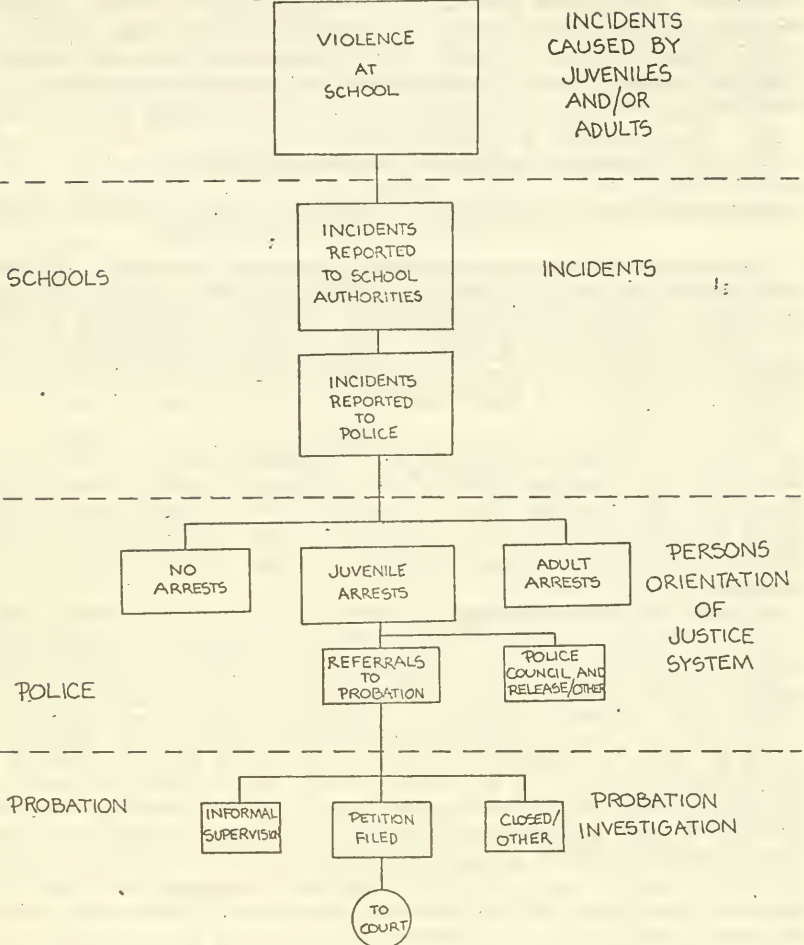 VIOLENCE
AT
SCHOOL
INCIDENTS
CAUSED BY
JUVENILES
AND/OR
ADULTS
SCHOOLS
INCIDENTS
REPORTED
TO SCHOOL
AUTHORITIES
INCIDENTS
INCIDENTS
REPORTED
TO
POLICE
NO
ARRESTS
JUVENILE
ARRESTS
ADULT
ARRESTS
PERSONS
ORIENTATION
OF
JUSTICE
SYSTEM
POLICE
REFERRALS
TO
PROBATION
POLICE
COUNCIL AND
RELEASE/OTHER
PROBATION
INFORMAL
SUPERVISION
PETITION
FILED
CLOSED/
OTHER
PROBATION
INVESTIGATION
TO
COURT